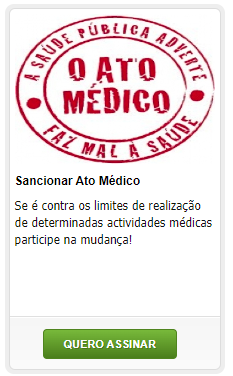 A SAÚDE PÚBLICA ADVERTE
O ATO
MÉDICO
FAZ MAL À SAÚDE
Sancionar Ato Médico
Se é contra os limites de realização
de determinadas actividades médicas
participe na mudança!
QUERO ASSINAR